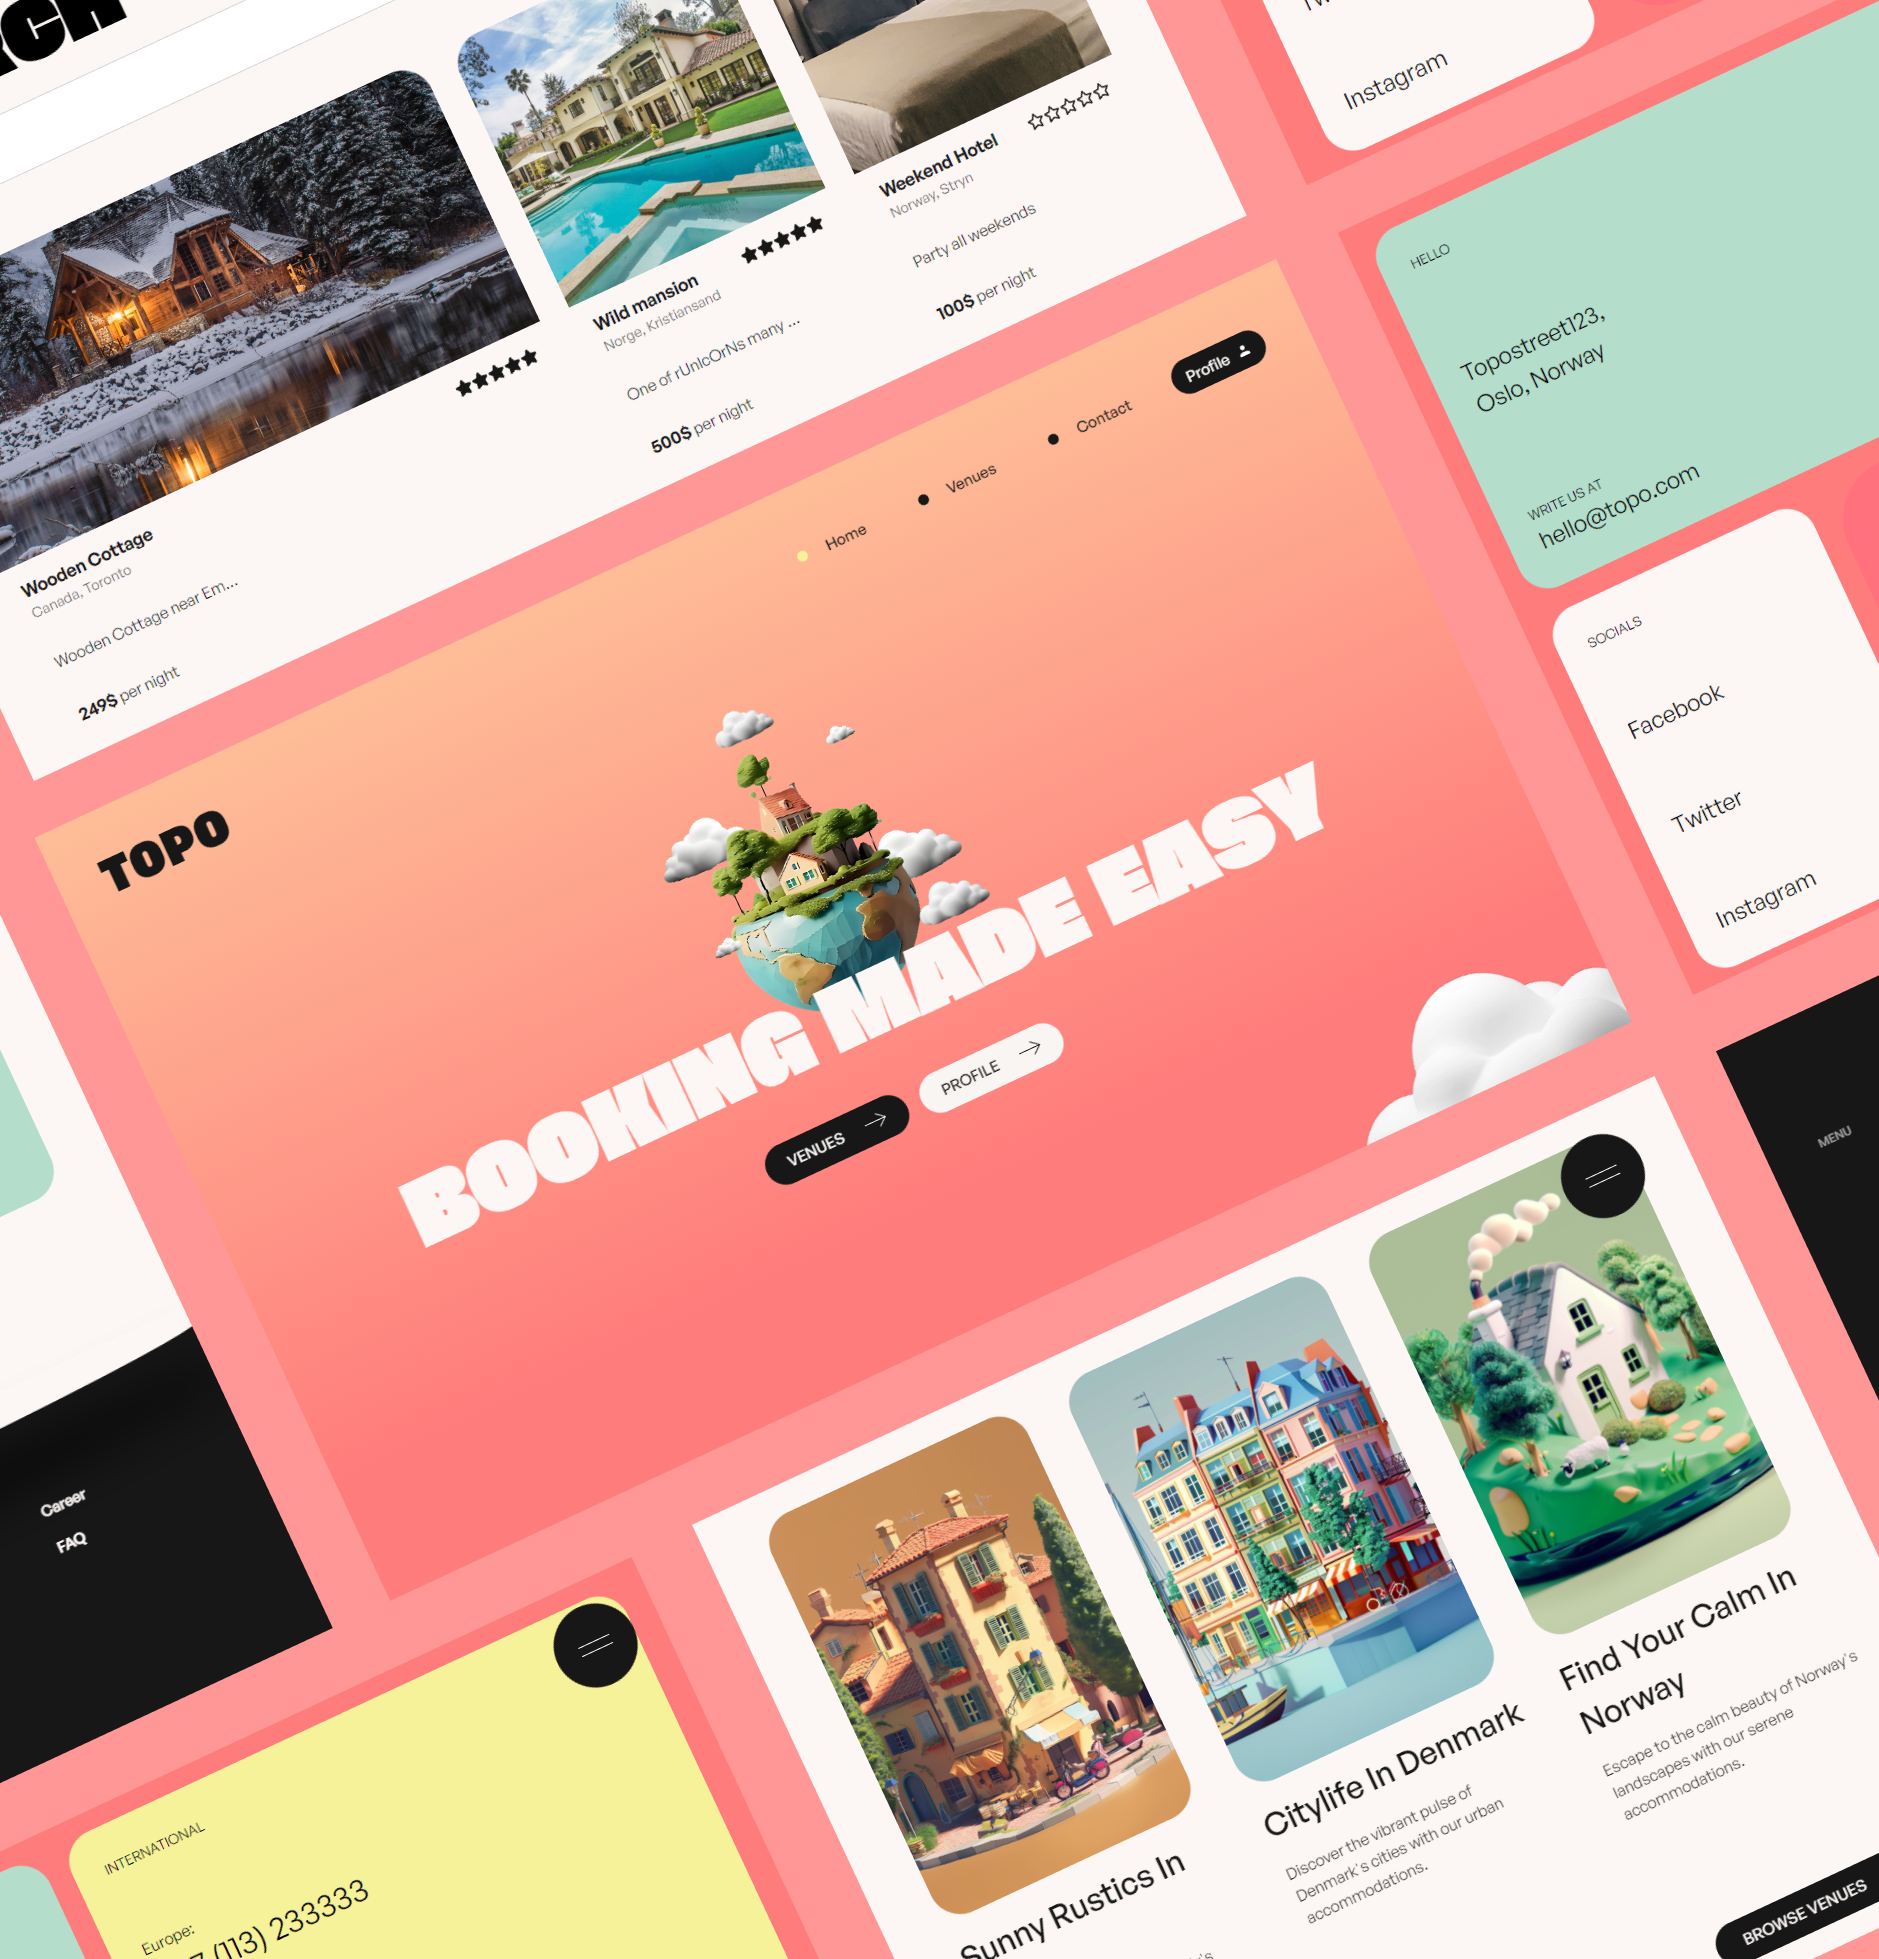 Wooden Cottage
Canada, Toronto
Wooden Cottage near Em...
249$ per night
Wild mansion
Norge, Kristiansand
One of rUnIcOrNs many ...
500$ per night
Weekend Hotel
Norway, Stryn
Party all weekends
100$ per night
Instagram
HELLO
Topostreet123,
Oslo, Norway
WRITE US AT
hello@topo.com
SOCIALS
Facebook
Twitter
Instagram
TOPO
Home
Venues
Contact
Profile
BOOKING MADE EASY
VENUES
PROFILE
MENU
Career
FAQ
INTERNATIONAL
Europe:
7 (113) 233333
Sunny Rustics In
Citylife In Denmark
Discover the vibrant pulse of
Denmark's cities with our urban
accommodations.
Find Your Calm In
Norway
Escape to the calm beauty of Norway's
landscapes with our serene
accommodations.
BROWSE VENUES